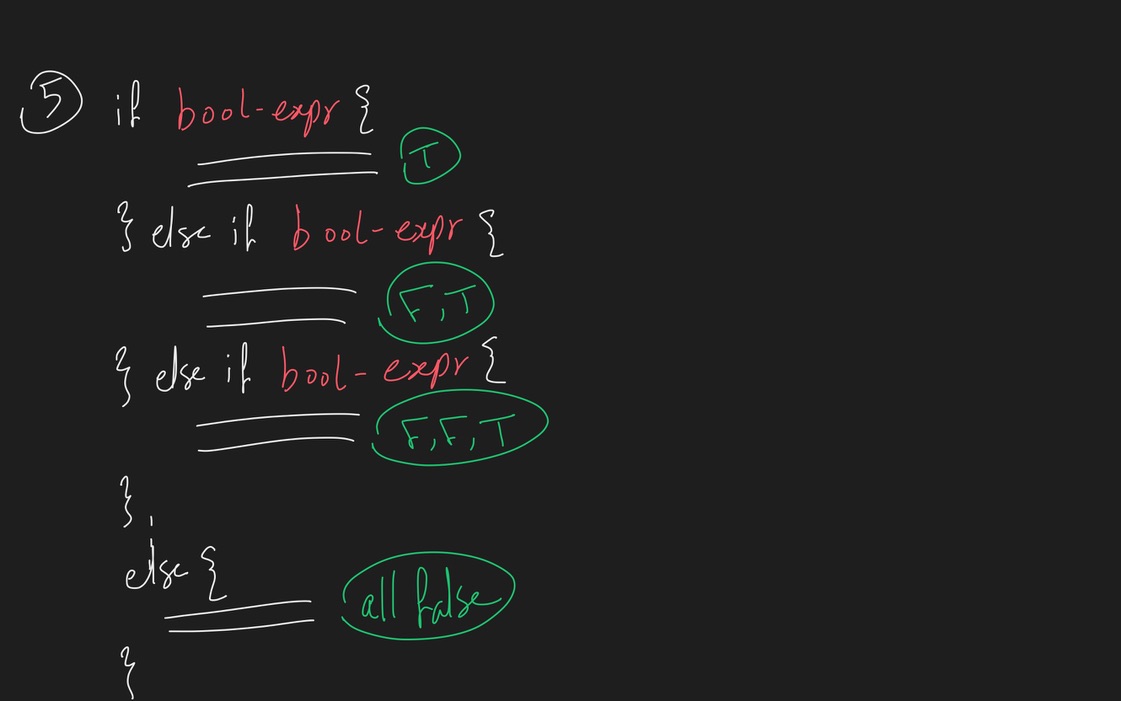 ⑤ if bool-expr {
T
} else if bool-expr {
F, T
} else if bool-expr {
F, F, T
}
else {
all false
}